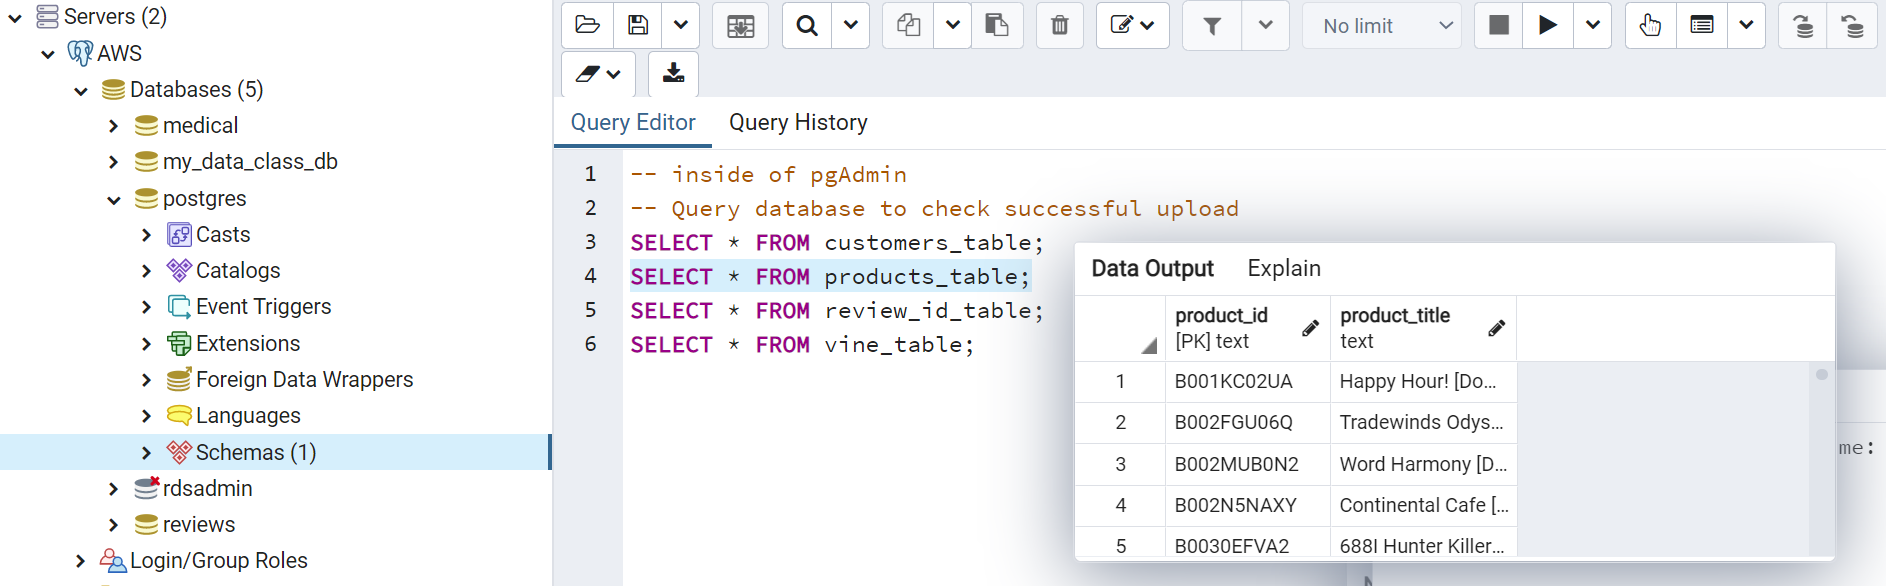 Servers (2)
AWS
Databases (5)
medical
my_data_class_db
postgres
Casts
Catalogs
Event Triggers
Extensions
Foreign Data Wrappers
Languages
Schemas (1)
rdsadmin
reviews
Login/Group Roles
No limit
Query Editor Query History
1 -- inside of pgAdmin
2 -- Query database to check successful upload
3 SELECT * FROM customers_table;
4 SELECT * FROM products_table;
5 SELECT * FROM review_id_table;
6 SELECT * FROM vine_table;
Data Output Explain
product_id product_title
[PK] text text
1 B001KC02UA Happy Hour! [Do...
2 B002FGU06Q Tradewinds Odys...
3 B002MUB0N2 Word Harmony [D...
4 B002N5NAXY Continental Cafe [...
5 B0030EFVA2 688I Hunter Killer...
me: